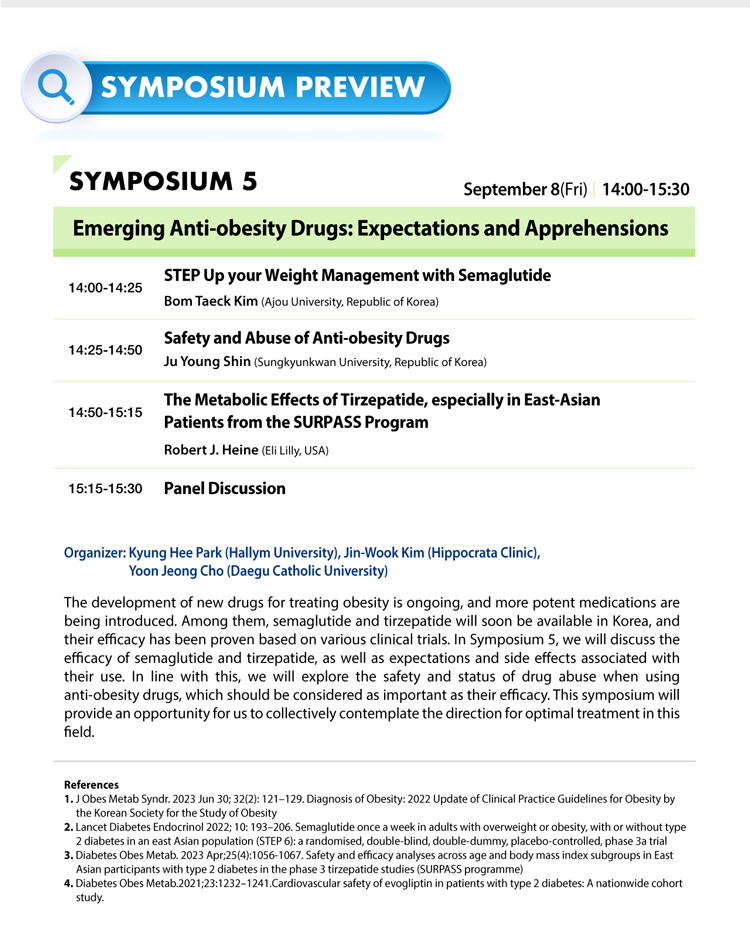 SYMPOSIUM PREVIEW
SYMPOSIUM 5
September 8(Fri) | 14:00-15:30
Emerging Anti-obesity Drugs: Expectations and Apprehensions
14:00-14:25
STEP Up your Weight Management with Semaglutide
Bom Taeck Kim (Ajou University, Republic of Korea)
14:25-14:50
Safety and Abuse of Anti-obesity Drugs
Ju Young Shin (Sungkyunkwan University, Republic of Korea)
14:50-15:15
The Metabolic Effects of Tirzepatide, especially in East-Asian
Patients from the SURPASS Program
Robert J. Heine (Eli Lilly, USA)
15:15-15:30
Panel Discussion
Organizer: Kyung Hee Park (Hallym University), Jin-Wook Kim (Hippocrata Clinic),
Yoon Jeong Cho (Daegu Catholic University)
The development of new drugs for treating obesity is ongoing, and more potent medications are
being introduced. Among them, semaglutide and tirzepatide will soon be available in Korea, and
their efficacy has been proven based on various clinical trials. In Symposium 5, we will discuss the
efficacy of semaglutide and tirzepatide, as well as expectations and side effects associated with
their use. In line with this, we will explore the safety and status of drug abuse when using
anti-obesity drugs, which should be considered as important as their efficacy. This symposium will
provide an opportunity for us to collectively contemplate the direction for optimal treatment in this
field.
References
1. J Obes Metab Syndr. 2023 Jun 30; 32(2): 121–129. Diagnosis of Obesity: 2022 Update of Clinical Practice Guidelines for Obesity by
the Korean Society for the Study of Obesity
2. Lancet Diabetes Endocrinol 2022; 10: 193–206. Semaglutide once a week in adults with overweight or obesity, with or without type
2 diabetes in an east Asian population (STEP 6): a randomised, double-blind, double-dummy, placebo-controlled, phase 3a trial
3. Diabetes Obes Metab. 2023 Apr;25(4):1056-1067. Safety and efficacy analyses across age and body mass index subgroups in East
Asian participants with type 2 diabetes in the phase 3 tirzepatide studies (SURPASS programme)
4. Diabetes Obes Metab.2021;23:1232–1241.Cardiovascular safety of evogliptin in patients with type 2 diabetes: A nationwide cohort
study.